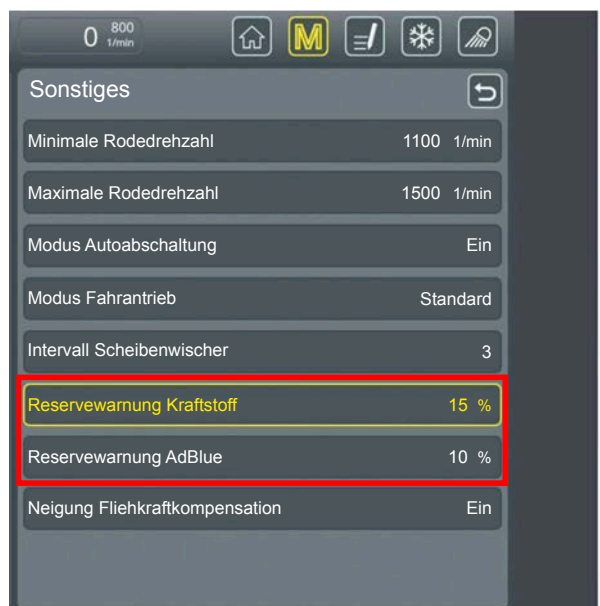 0 800 1/min M
Sonstiges
Minimale Rodedrehzahl 1100 1/min
Maximale Rodedrehzahl 1500 1/min
Modus Autoabschaltung Ein
Modus Fahrantrieb Standard
Intervall Scheibenwischer 3
Reservewarnung Kraftstoff 15 %
Reservewarnung AdBlue 10 %
Neigung Fliehkraftkompensation Ein